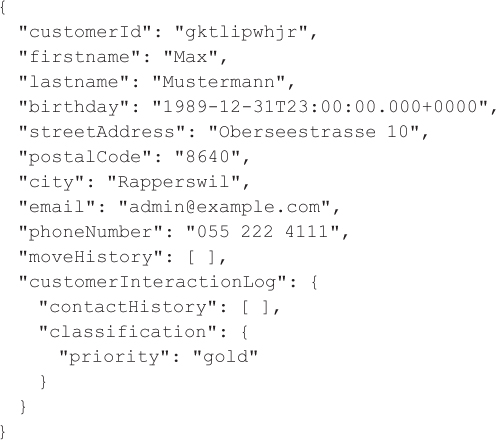 {
  "customerId": "gktlipwhjr",
  "firstname": "Max",
  "lastname": "Mustermann",
  "birthday": "1989-12-31T23:00:00.000+0000",
  "streetAddress": "Oberseestrasse 10",
  "postalCode": "8640",
  "city": "Rapperswil",
  "email": "admin@example.com",
  "phoneNumber": "055 222 4111",
  "moveHistory": [ ],
  "customerInteractionLog": {
    "contactHistory": [ ],
    "classification": {
      "priority": "gold"
    }
  }
}